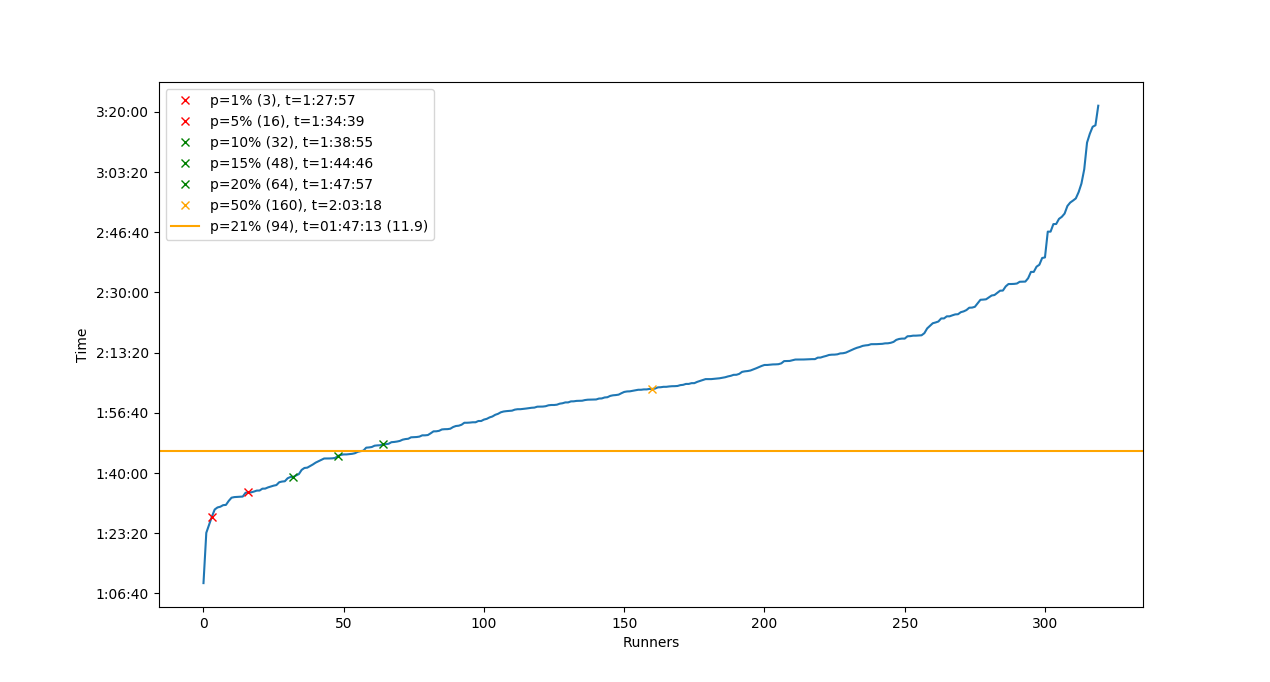 p=1% (3), t=1:27:57
p=5% (16), t=1:34:39
p=10% (32), t=1:38:55
p=15% (48), t=1:44:46
p=20% (64), t=1:47:57
p=50% (160), t=2:03:18
p=21% (94), t=01:47:13 (11.9)
3:20:00
3:03:20
2:46:40
2:30:00
2:13:20
1:56:40
1:40:00
1:23:20
1:06:40
Time
0 50 100 150 200 250 300
Runners